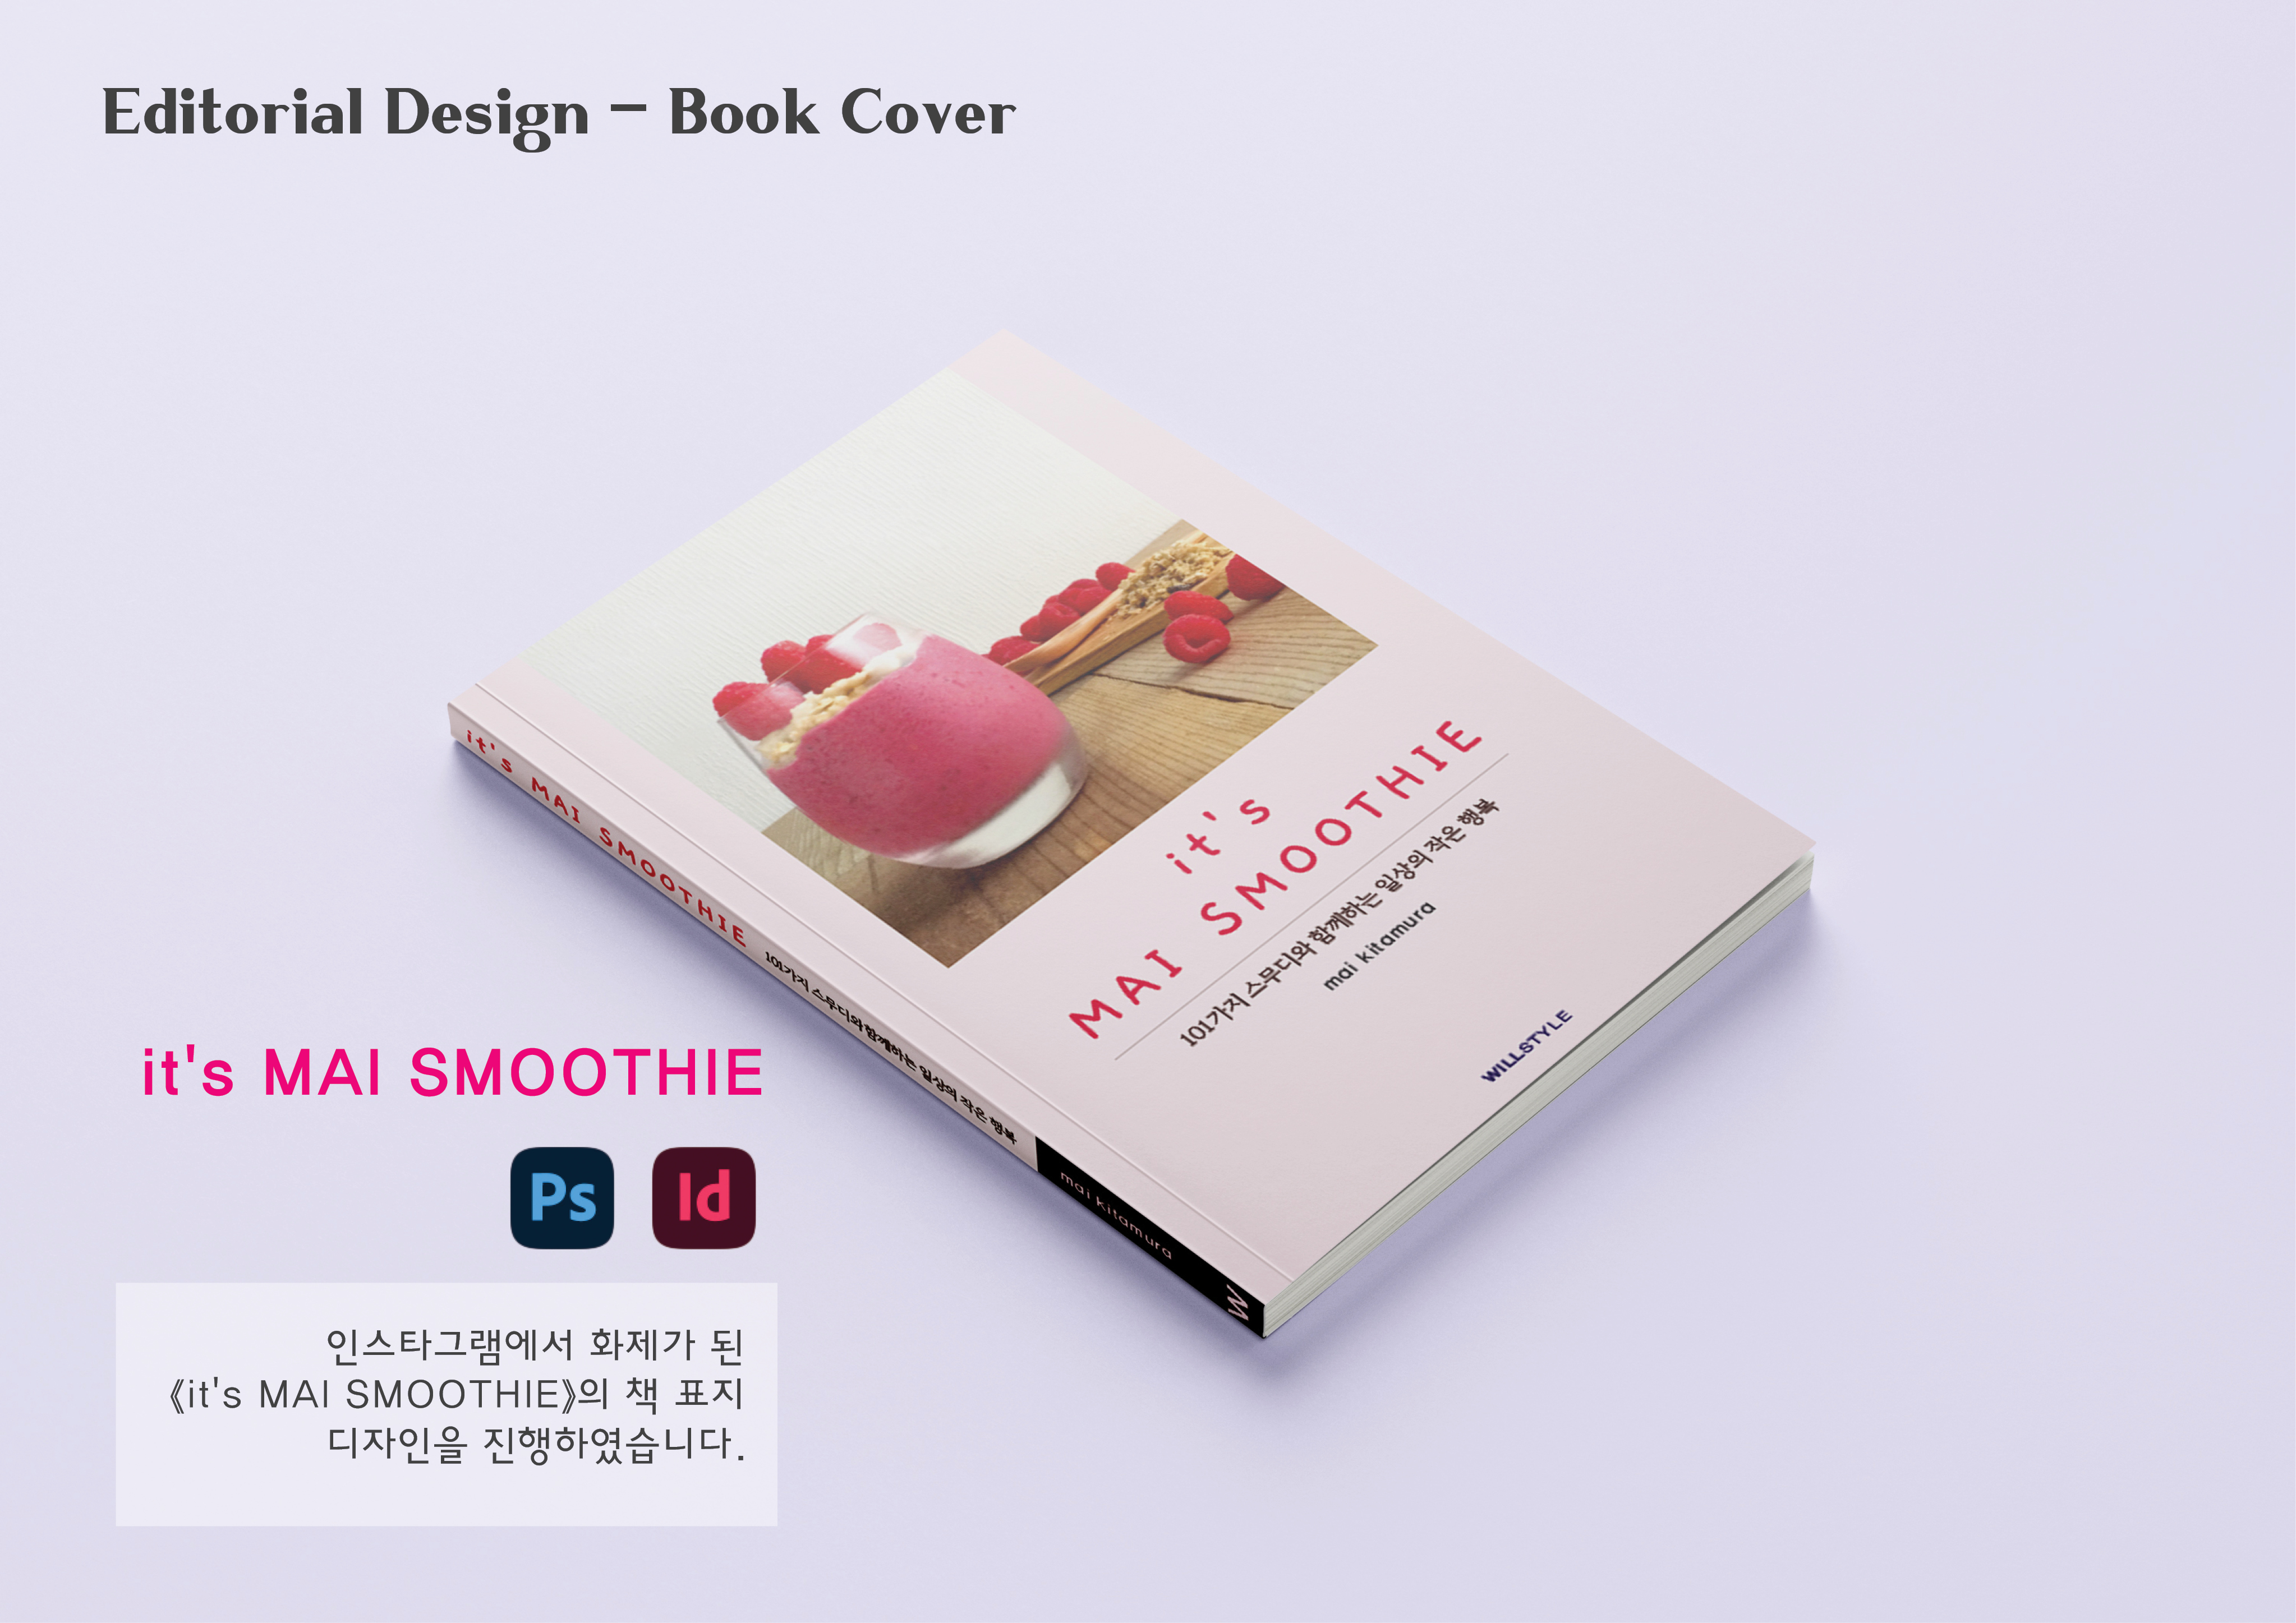 Editorial Design – Book Cover
it's
MAI SMOOTHIE
101가지 스무디와 함께하는 일상의 작은 행복
mai kitamura
WILLSTYLE
it's MAI SMOOTHIE 101가지 스무디와 함께하는 일상의 작은 행복 mai kitamura W
it's MAI SMOOTHIE
Ps Id
인스타그램에서 화제가 된
《it's MAI SMOOTHIE》의 책 표지
디자인을 진행하였습니다.